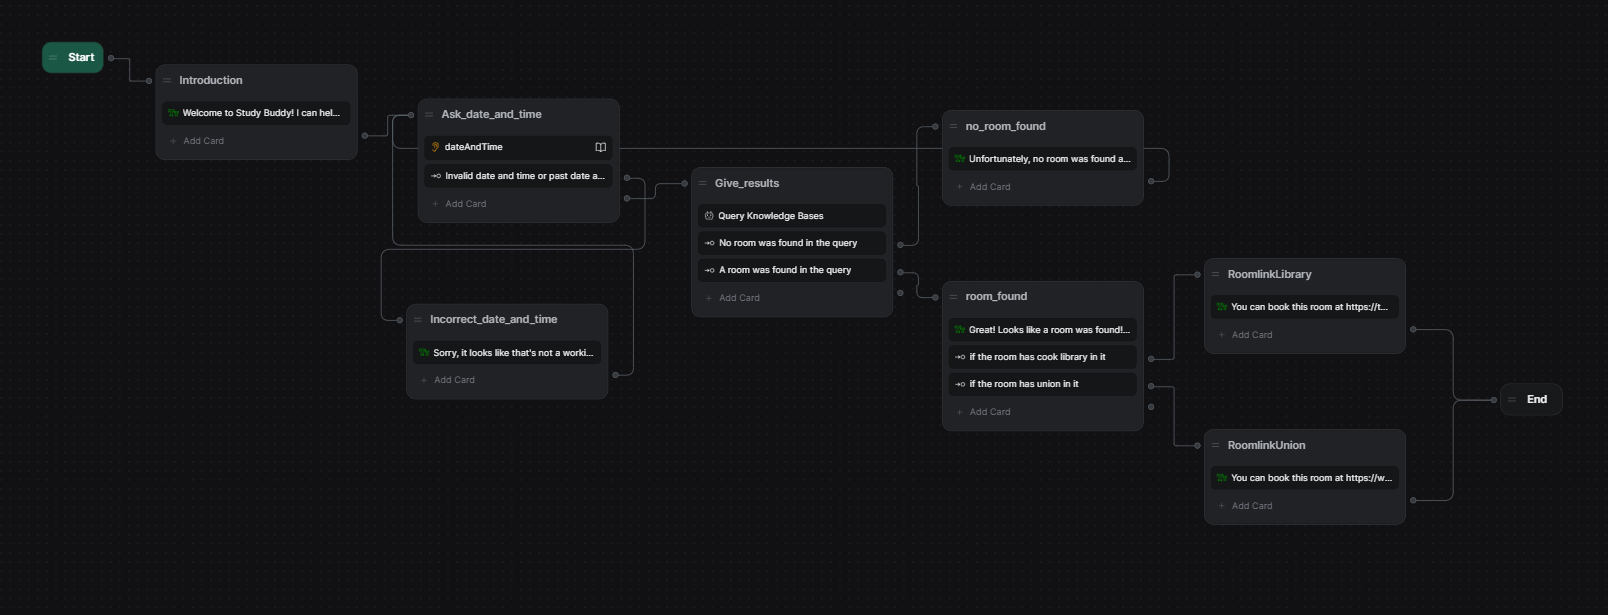 Start
Introduction
Welcome to Study Buddy! I can hel...
Add Card
Ask_date_and_time
dateAndTime
Invalid date and time or past date a...
Add Card
Incorrect_date_and_time
Sorry, it looks like that's not a worki...
Add Card
Give_results
Query Knowledge Bases
No room was found in the query
A room was found in the query
Add Card
no_room_found
Unfortunately, no room was found a...
Add Card
room_found
Great! Looks like a room was found!...
if the room has cook library in it
if the room has union in it
Add Card
RoomlinkLibrary
You can book this room at https://t...
Add Card
RoomlinkUnion
You can book this room at https://w...
Add Card
End